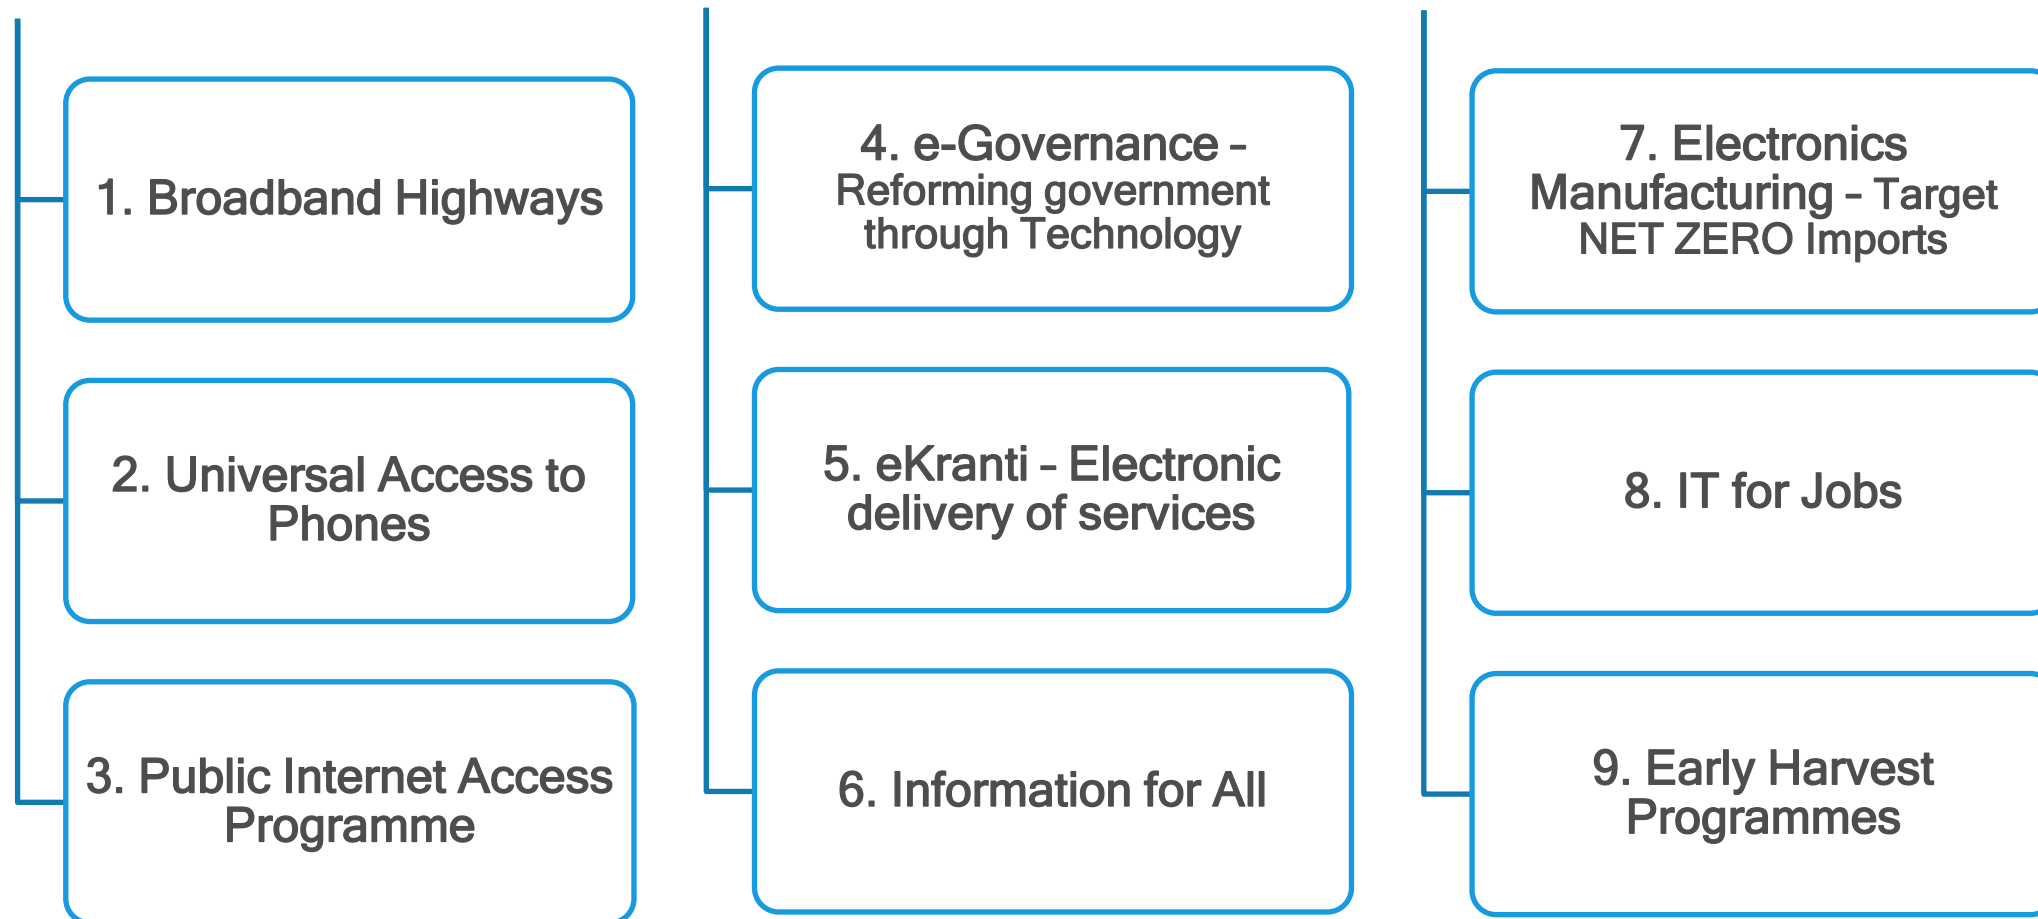 1. Broadband Highways
2. Universal Access to
Phones
3. Public Internet Access
Programme
4. e-Governance –
Reforming government
through Technology
5. eKranti – Electronic
delivery of services
6. Information for All
7. Electronics
Manufacturing – Target
NET ZERO Imports
8. IT for Jobs
9. Early Harvest
Programmes